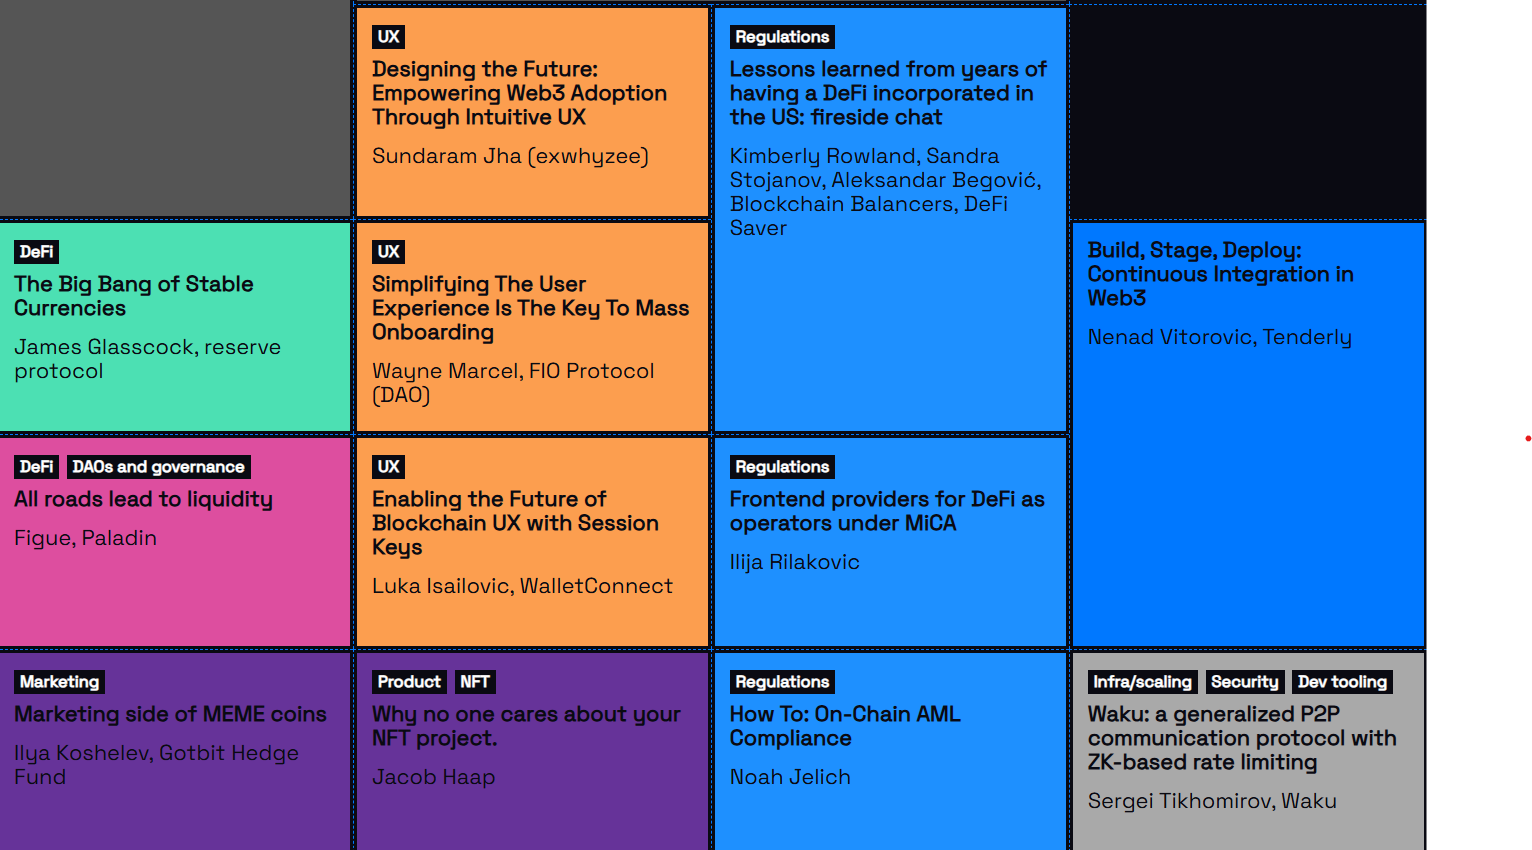 UX
Designing the Future:
Empowering Web3 Adoption
Through Intuitive UX
Sundaram Jha (exwhyzee)
Regulations
Lessons learned from years of
having a DeFi incorporated in
the US: fireside chat
Kimberly Rowland, Sandra
Stojanov, Aleksandar Begović,
Blockchain Balancers, DeFi
Saver
DeFi
The Big Bang of Stable
Currencies
James Glasscock, reserve
protocol
UX
Simplifying The User
Experience Is The Key To Mass
Onboarding
Wayne Marcel, FIO Protocol
(DAO)
Build, Stage, Deploy:
Continuous Integration in
Web3
Nenad Vitorovic, Tenderly
DeFi DAOs and governance
All roads lead to liquidity
Figue, Paladin
UX
Enabling the Future of
Blockchain UX with Session
Keys
Luka Isailovic, WalletConnect
Regulations
Frontend providers for DeFi as
operators under MiCA
Ilija Rilakovic
Marketing
Marketing side of MEME coins
Ilya Koshelev, Gotbit Hedge
Fund
Product NFT
Why no one cares about your
NFT project.
Jacob Haap
Regulations
How To: On-Chain AML
Compliance
Noah Jelich
Infra/scaling Security Dev tooling
Waku: a generalized P2P
communication protocol with
ZK-based rate limiting
Sergei Tikhomirov, Waku